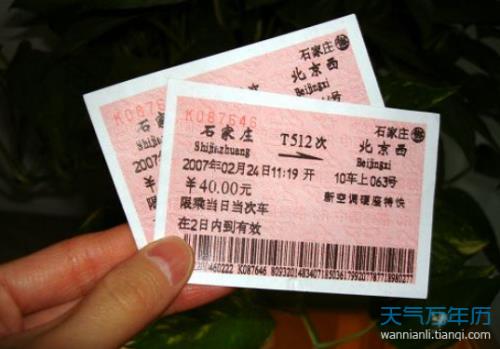 石家庄
北京西
Beijingxi
K087645
K087646
石家庄
石家庄 T512次 北京西
Shijiazhuang Beijingxi
2007年02月24日11:19开 10车上063号
￥40.00元 新空调硬座特快
限乘当日当次车
在2日内到有效
天气万年历
wannianli.tianqi.com